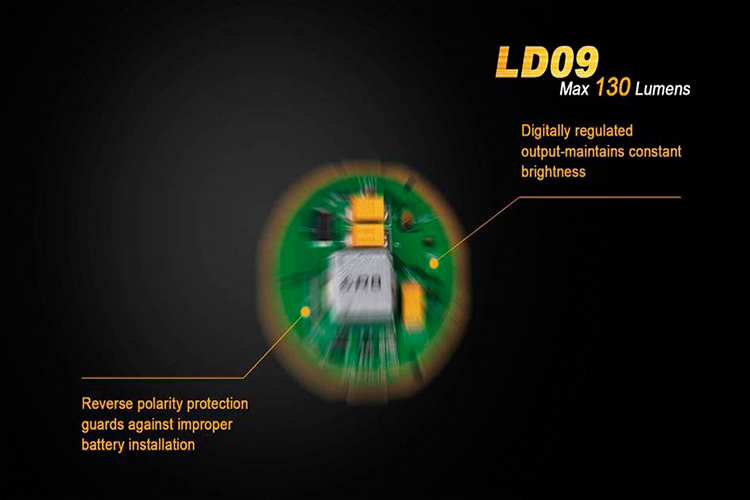 LD09
Max 130 Lumens
Digitally regulated
output-maintains constant
brightness
Reverse polarity protection
guards against improper
battery installation